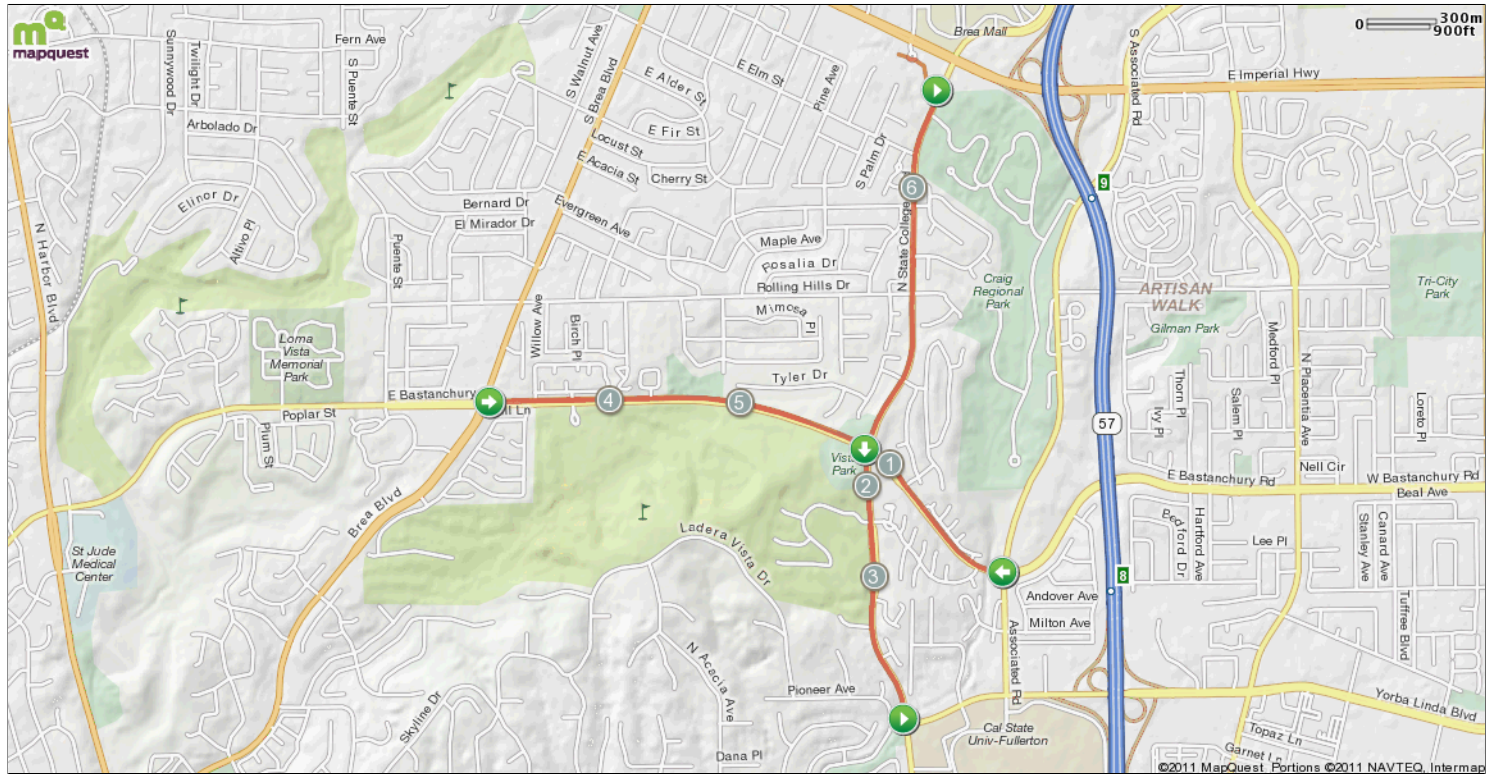 mapquest
0
300m
900ft
Fern Ave
Sunnywood Dr
Twilight Dr
S Puente St
S Walnut Ave
S Brea Blvd
Brea Mall
S Associated Rd
E Imperial Hwy
E Elm St
E Alder St
Pine Ave
Arbolado Dr
E Fir St
Locust St
E Acacia St
Cherry St
S Palm Dr
6
9
Elinor Dr
Altivo Pl
Bernard Dr
El Mirador Dr
Evergreen Ave
N Harbor Blvd
Puente St
Maple Ave
Rosalia Dr
Rolling Hills Dr
N State College
Craig
Regional
Park
ARTISAN
WALK
Tri-City
Park
Mimosa Pl
Gilman Park
Willow Ave
Birch Pl
Loma
Vista
Memorial
Park
Medford Pl
N Placentia Ave
Tyler Dr
Thorn Pl
Ivy Pl
Salem Pl
Loreto Pl
E Bastanchury
Poplar St
ll Ln
4
5
57
Plum St
Vista
Park
1
2
Nell Cir
E Bastanchury Rd
W Bastanchury Rd
Beal Ave
Brea Blvd
Ladera Vista Dr
Bedford Dr
Hartford Ave
Lee Pl
Stanley Ave
Canard Ave
St Jude
Medical
Center
3
8
Andover Ave
Milton Ave
Tuffree Blvd
Associated Rd
N Acacia Ave
Pioneer Ave
Skyline Dr
Yorba Linda Blvd
Cal State
Univ-Fullerton
Topaz Ln
Garnet Ln
Dana Pl
©2011 MapQuest Portions ©2011 NAVTEQ, Intermap